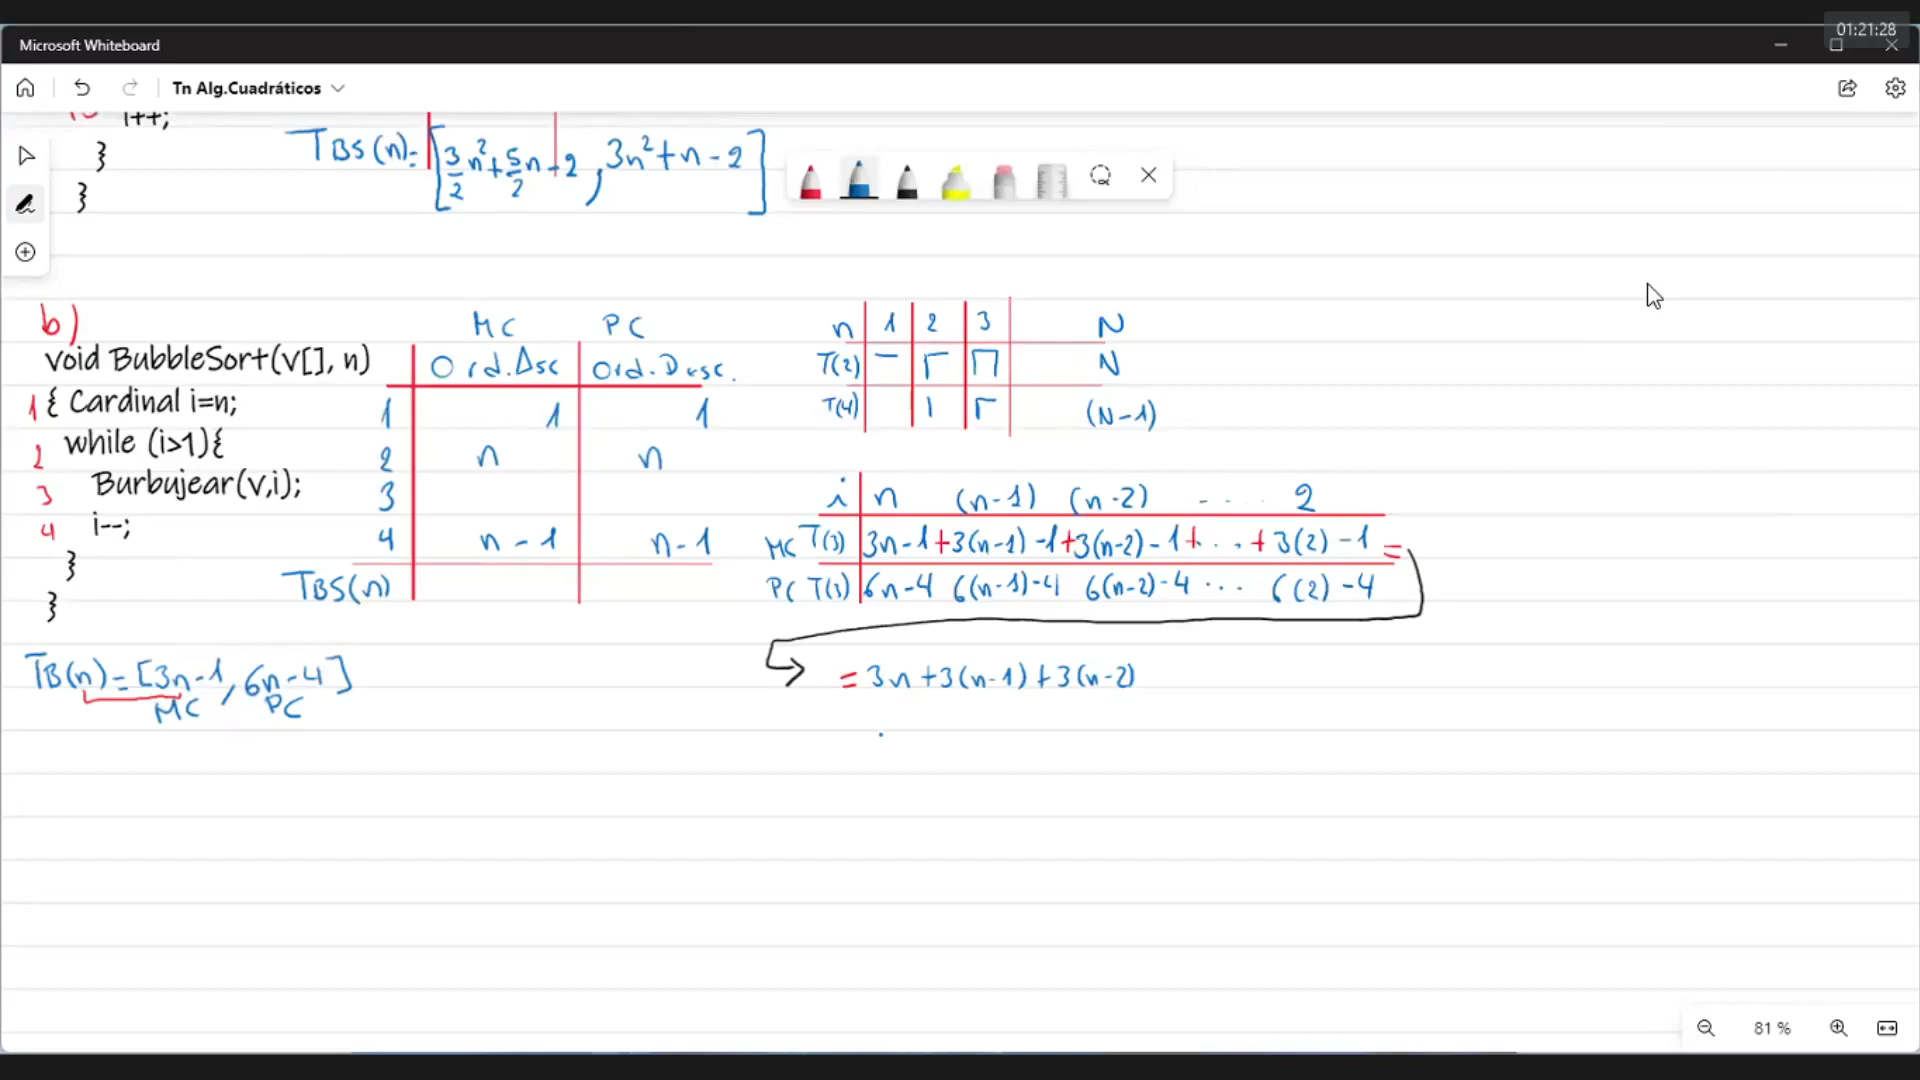 01:21:28
Microsoft Whiteboard
Tn Alg.Cuadráticos
i++;
}
}
TBS(n)=[3/2 n²+5/2 n-2, 3n²+n-2]
b)
void BubbleSort(v[], n)
1 { Cardinal i=n;
2 while (i>1){
3 Burbujear(v,i);
4 i--;
}
}
MC PC
Ord.Asc Ord.Desc.
1 1 1
2 n n
3
4 n-1 n-1
TBS(n)
n 1 2 3 N
T(2) N
T(4) (N-1)
i n (n-1) (n-2) .... 2
MC T(3) 3n-1+3(n-1)-1+3(n-2)-1+...+3(2)-1=
PC T(3) 6n-4 6(n-1)-4 6(n-2)-4 ... 6(2)-4
TB(n)=[3n-1, 6n-4]
MC PC
=3n+3(n-1)+3(n-2)
81 %